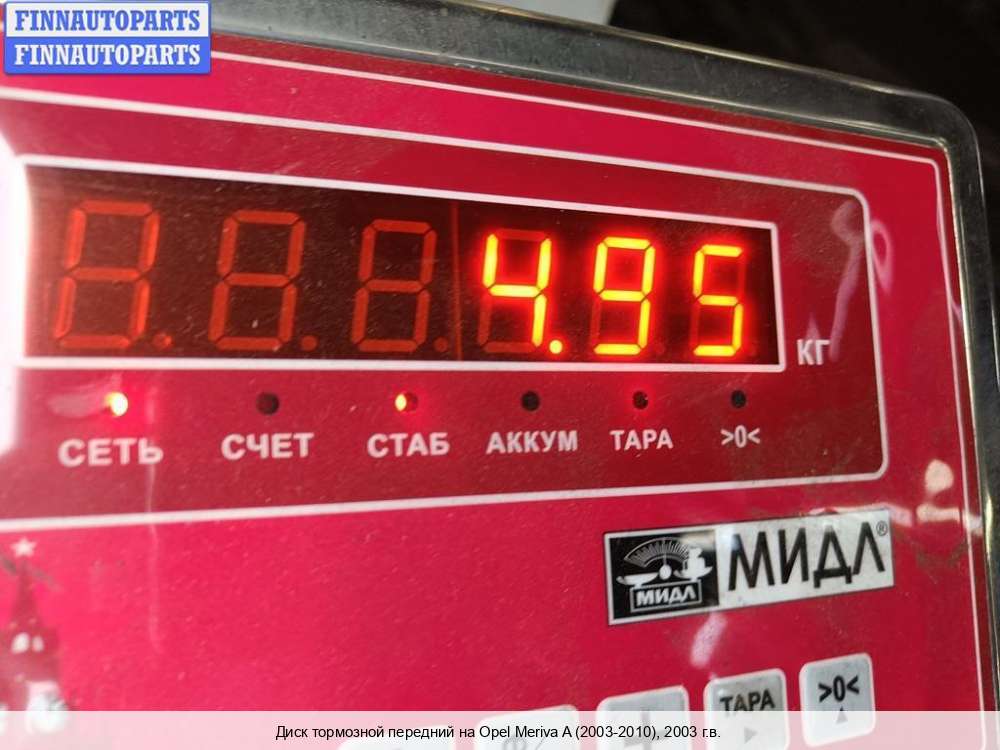 FINNAUTOPARTS
FINNAUTOPARTS
4.95
КГ
СЕТЬ СЧЕТ СТАБ АККУМ ТАРА >0<
МИДЛ МИДЛ®
ТАРА >0<
Диск тормозной передний на Opel Meriva A (2003-2010), 2003 г.в.